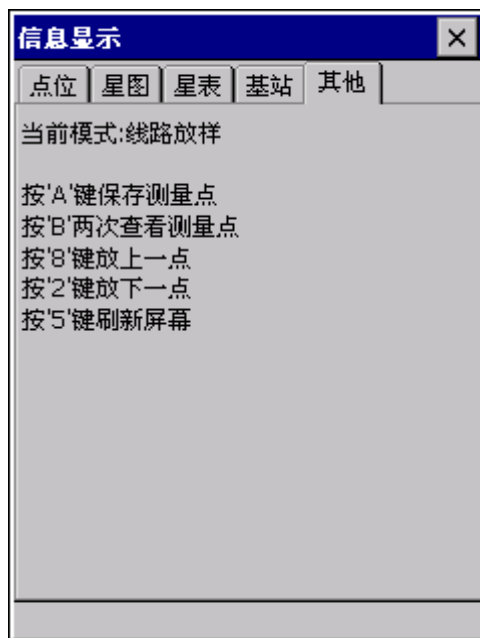 信息显示
点位 星图 星表 基站 其他
当前模式:线路放样
按'A'键保存测量点
按'B'两次查看测量点
按'8'键放上一点
按'2'键放下一点
按'5'键刷新屏幕